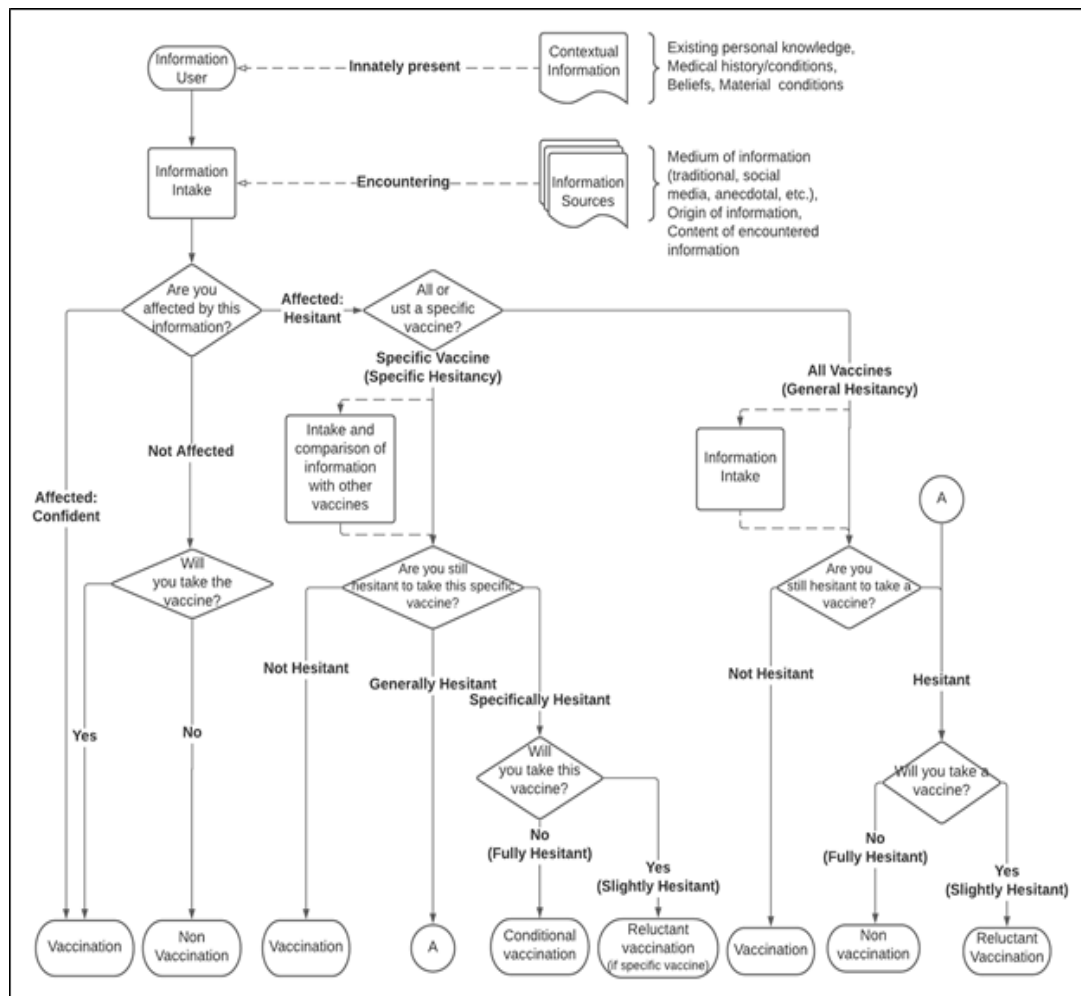 Information
User
Innately present
Contextual
Information
Existing personal knowledge,
Medical history/conditions,
Beliefs, Material conditions
Information
Intake
Encountering
Information
Sources
Medium of information
(traditional, social
media, anecdotal, etc.),
Origin of information,
Content of encountered
information
Are you
affected by this
information?
Affected:
Hesitant
All or
ust a specific
vaccine?
Specific Vaccine
(Specific Hesitancy)
All Vaccines
(General Hesitancy)
Intake and
comparison of
information
with other
vaccines
Information
Intake
Not Affected
Affected:
Confident
A
Will
you take the
vaccine?
Are you still
hesitant to take this specific
vaccine?
Are you
still hesitant to take a
vaccine?
Not Hesitant
Generally Hesitant
Specifically Hesitant
Not Hesitant
Hesitant
Yes
No
Will
you take this
vaccine?
Will you take a
vaccine?
No
(Fully Hesitant)
Yes
(Slightly Hesitant)
No
(Fully Hesitant)
Yes
(Slightly Hesitant)
Vaccination
Non
Vaccination
Vaccination
A
Conditional
vaccination
Reluctant
vaccination
(if specific vaccine)
Vaccination
Non
vaccination
Reluctant
Vaccination